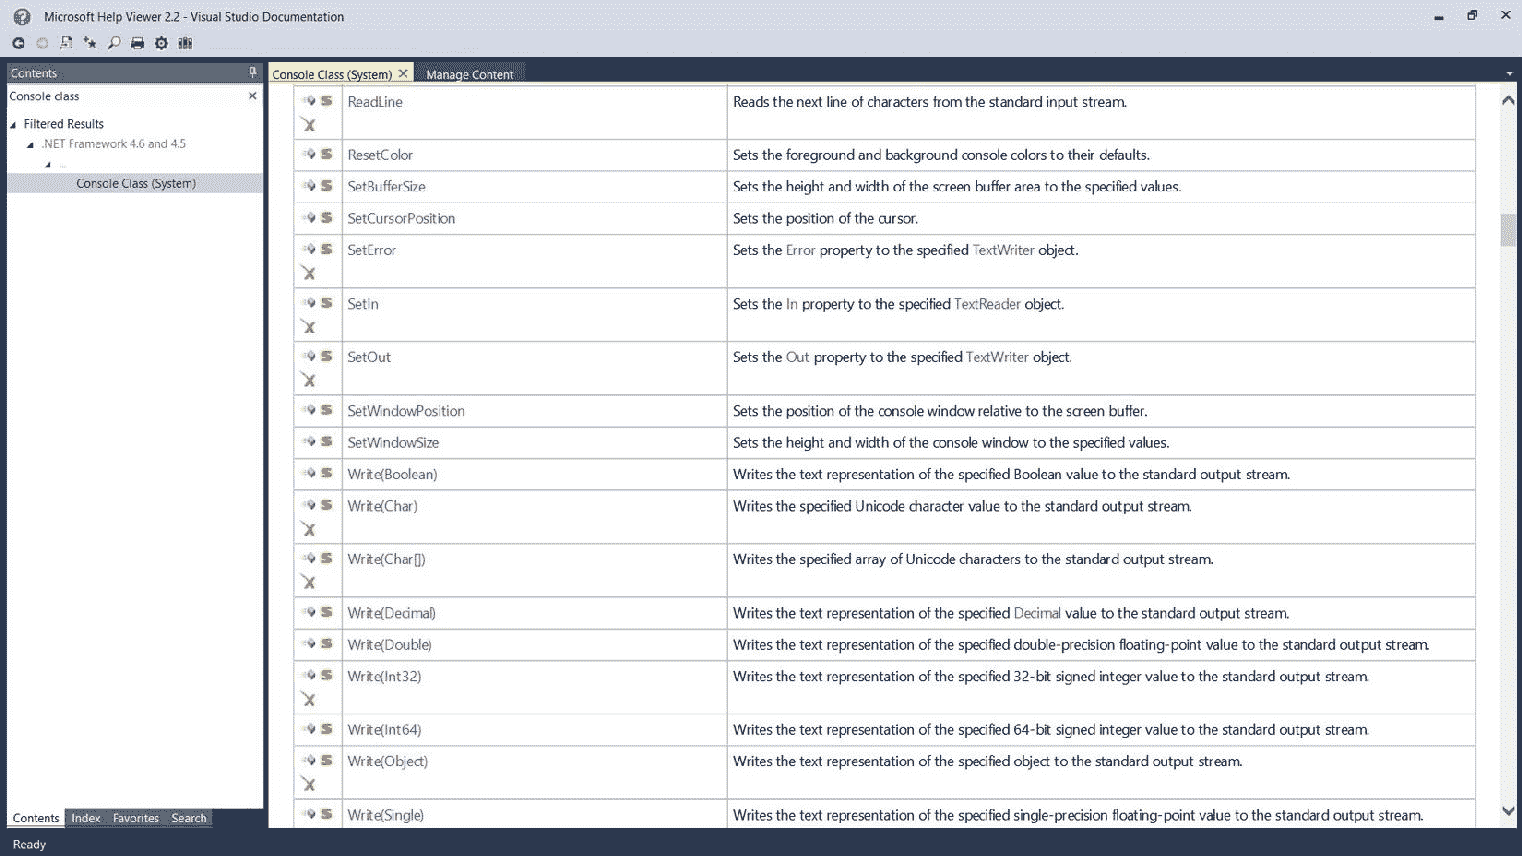 Microsoft Help Viewer 2.2 - Visual Studio Documentation
Contents
Console class
Filtered Results
.NET Framework 4.6 and 4.5
...
Console Class (System)
Console Class (System)
Manage Content
ReadLine Reads the next line of characters from the standard input stream.
ResetColor Sets the foreground and background console colors to their defaults.
SetBufferSize Sets the height and width of the screen buffer area to the specified values.
SetCursorPosition Sets the position of the cursor.
SetError Sets the Error property to the specified TextWriter object.
SetIn Sets the In property to the specified TextReader object.
SetOut Sets the Out property to the specified TextWriter object.
SetWindowPosition Sets the position of the console window relative to the screen buffer.
SetWindowSize Sets the height and width of the console window to the specified values.
Write(Boolean) Writes the text representation of the specified Boolean value to the standard output stream.
Write(Char) Writes the specified Unicode character value to the standard output stream.
Write(Char[]) Writes the specified array of Unicode characters to the standard output stream.
Write(Decimal) Writes the text representation of the specified Decimal value to the standard output stream.
Write(Double) Writes the text representation of the specified double-precision floating-point value to the standard output stream.
Write(Int32) Writes the text representation of the specified 32-bit signed integer value to the standard output stream.
Write(Int64) Writes the text representation of the specified 64-bit signed integer value to the standard output stream.
Write(Object) Writes the text representation of the specified object to the standard output stream.
Write(Single) Writes the text representation of the specified single-precision floating-point value to the standard output stream.
Contents Index Favorites Search
Ready